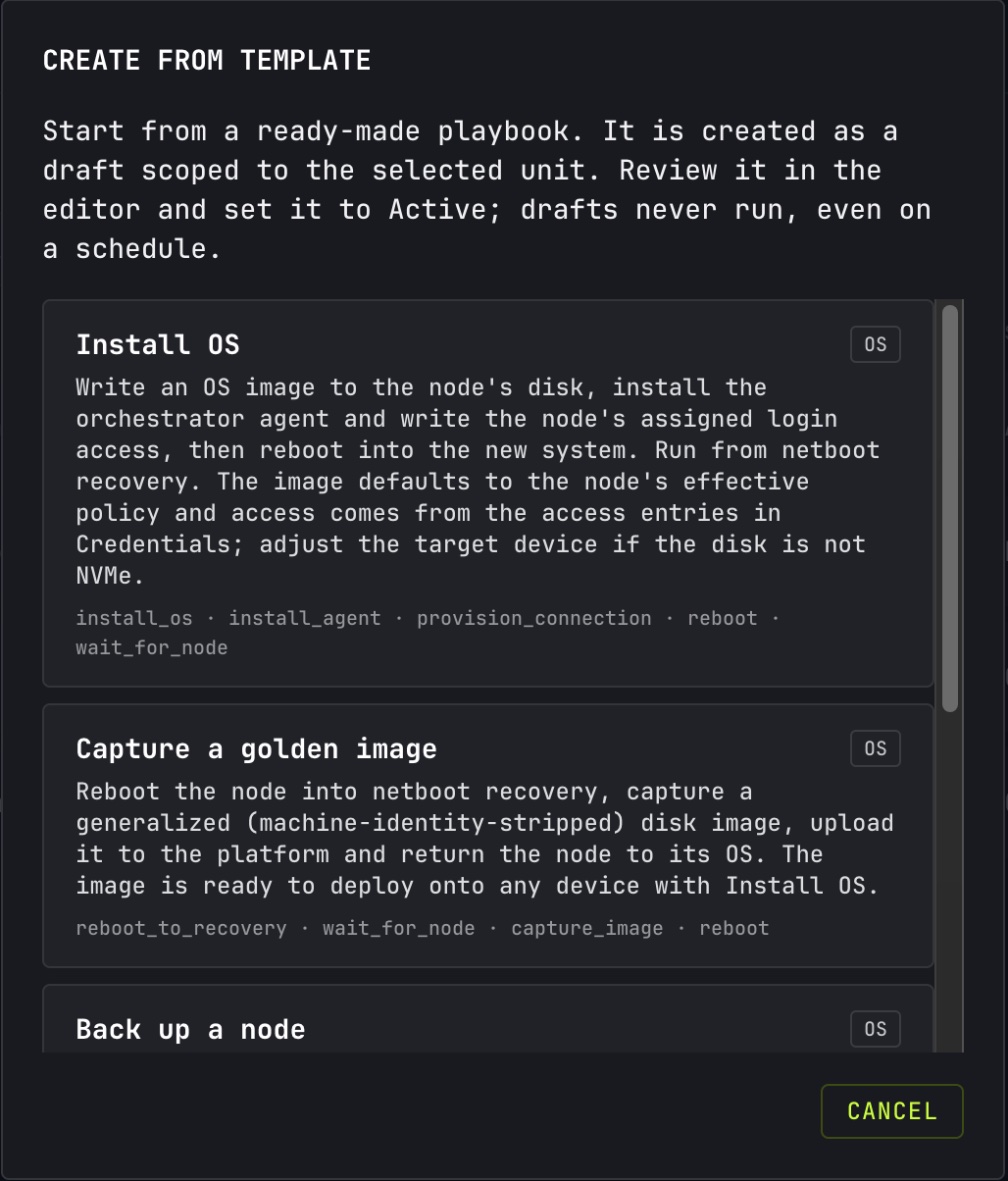 CREATE FROM TEMPLATE
Start from a ready-made playbook. It is created as a
draft scoped to the selected unit. Review it in the
editor and set it to Active; drafts never run, even on
a schedule.
Install OS
OS
Write an OS image to the node's disk, install the
orchestrator agent and write the node's assigned login
access, then reboot into the new system. Run from netboot
recovery. The image defaults to the node's effective
policy and access comes from the access entries in
Credentials; adjust the target device if the disk is not
NVMe.
install_os · install_agent · provision_connection · reboot ·
wait_for_node
Capture a golden image
OS
Reboot the node into netboot recovery, capture a
generalized (machine-identity-stripped) disk image, upload
it to the platform and return the node to its OS. The
image is ready to deploy onto any device with Install OS.
reboot_to_recovery · wait_for_node · capture_image · reboot
Back up a node
OS
CANCEL